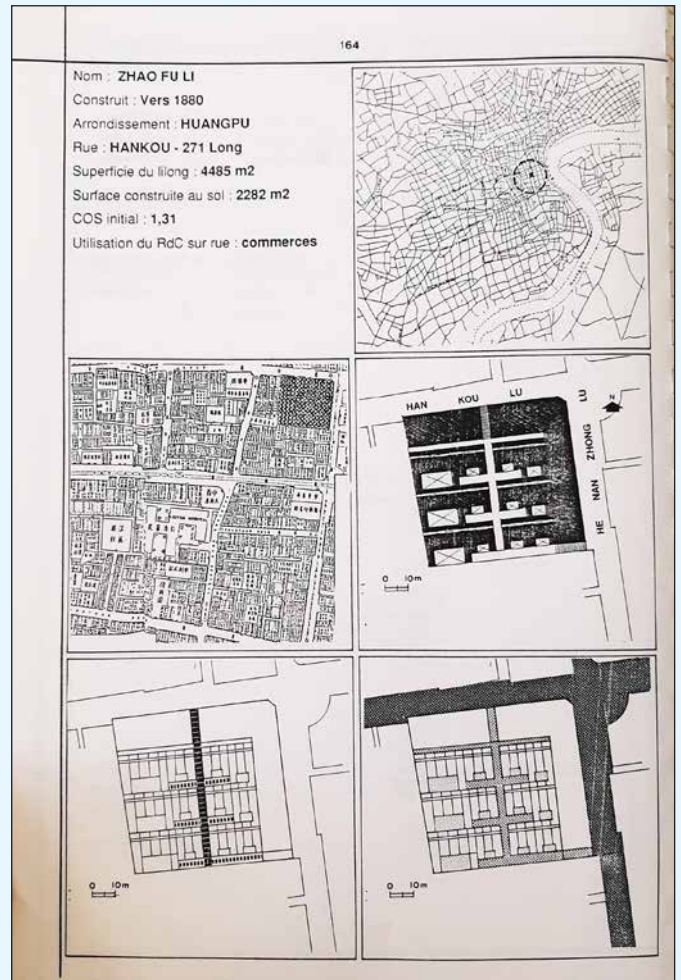 164
Nom : ZHAO FU LI
Construit : Vers 1880
Arrondissement : HUANGPU
Rue : HANKOU - 271 Long
Superficie du lilong : 4485 m2
Surface construite au sol : 2282 m2
COS initial : 1,31
Utilisation du RdC sur rue : commerces
HAN KOU LU
LU
N
ZHONG
HE NAN
0 10m
0 10m
0 10m